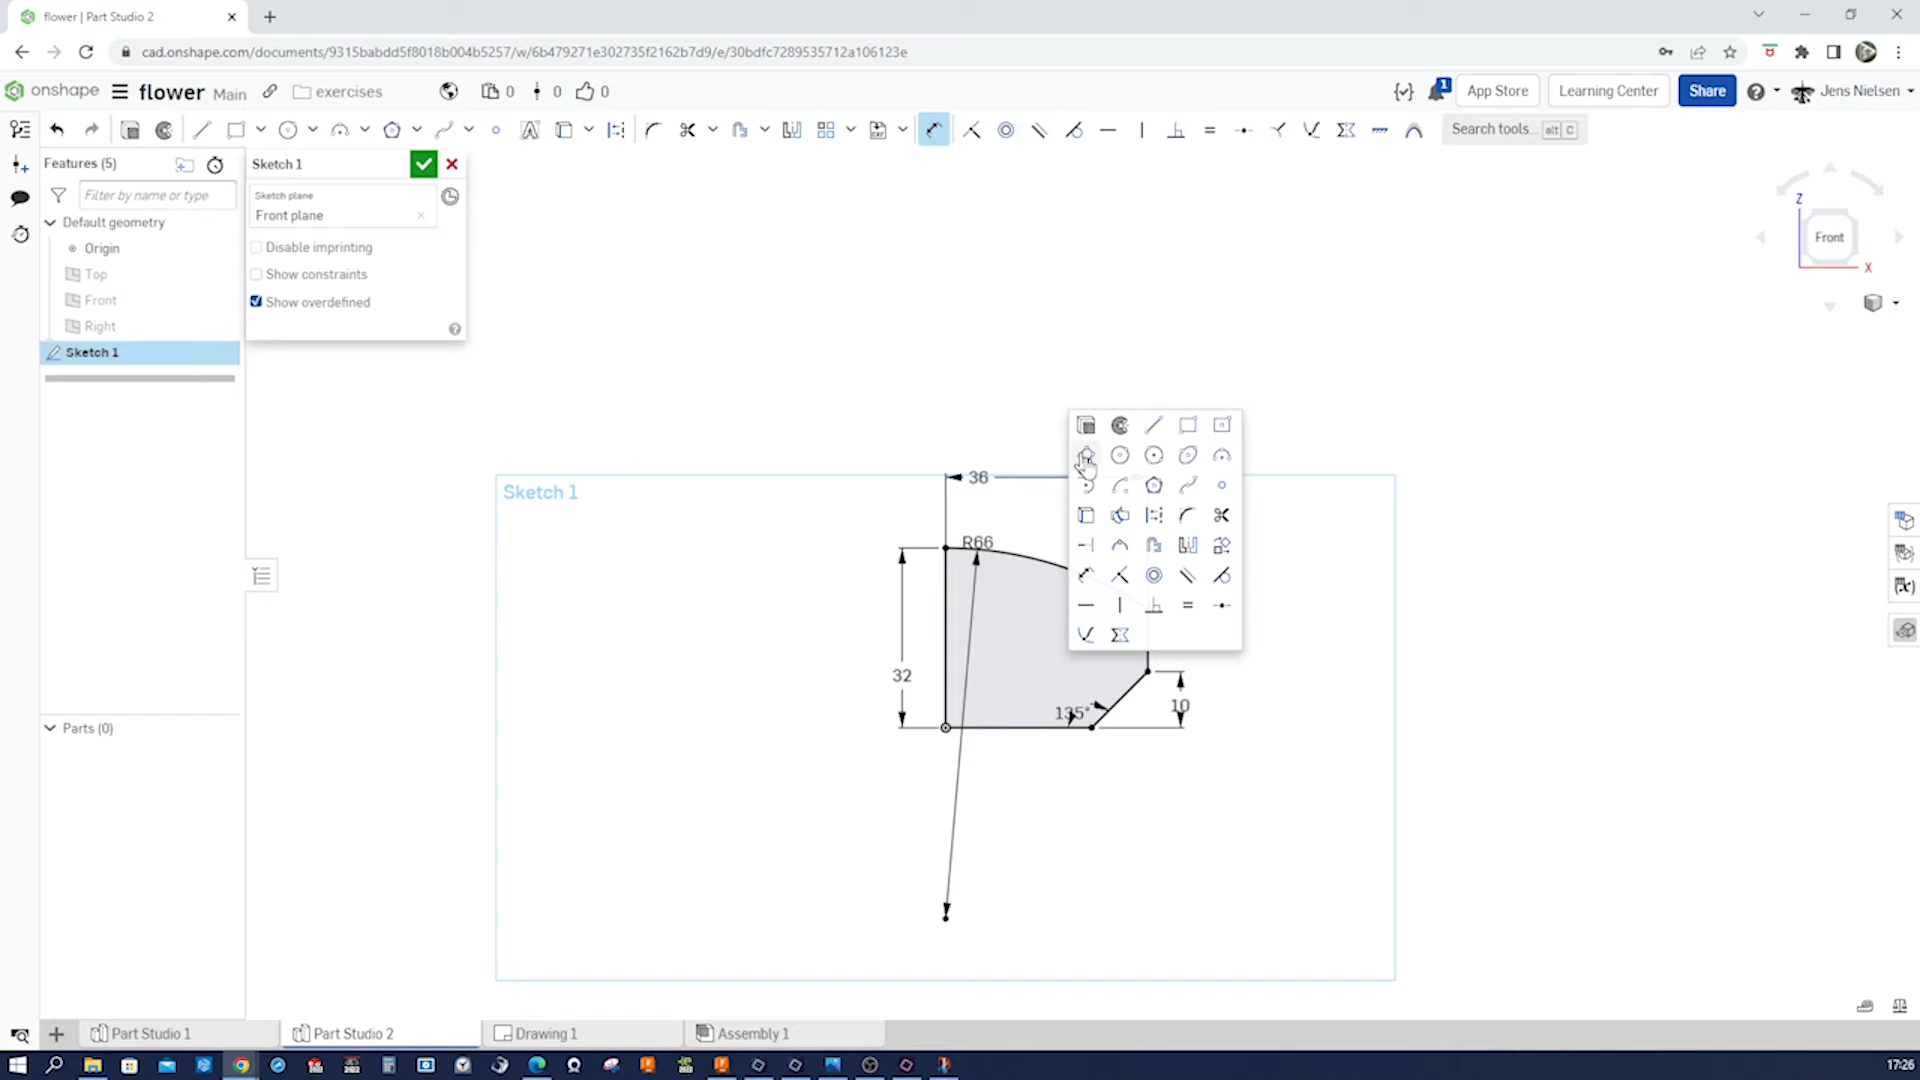 flower | Part Studio 2
cad.onshape.com/documents/9315babdd5f8018b004b5257/w/6b479271e302735f2162b7d9/e/30bdfc7289535712a106123e
onshape flower Main exercises 0 0 0 1 App Store Learning Center Share Jens Nielsen
Search tools... alt C
Features (5)
Filter by name or type
Default geometry
Origin
Top
Front
Right
Sketch 1
Sketch 1
Sketch plane
Front plane
Disable imprinting
Show constraints
Show overdefined
Z
Front
X
Sketch 1
36
R66
32
135°
10
Parts (0)
Part Studio 1
Part Studio 2
Drawing 1
Assembly 1
17:26